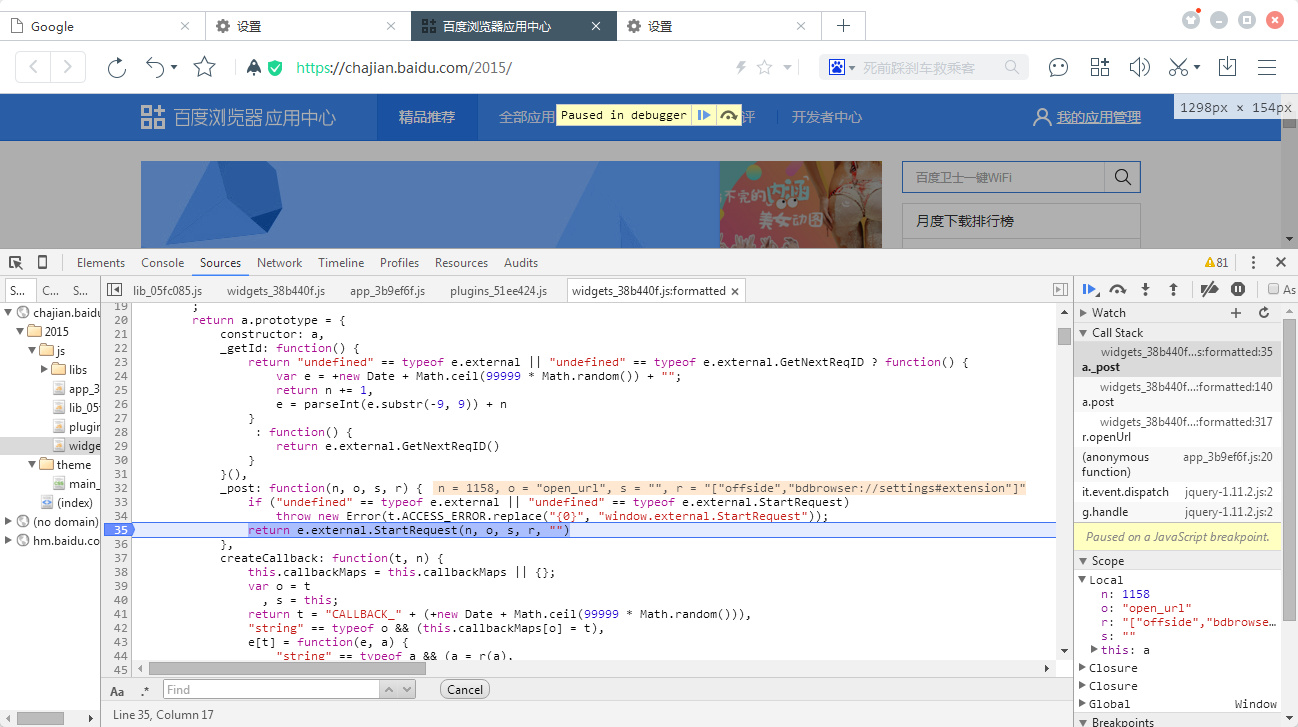 Google
设置
百度浏览器应用中心
设置
https://chajian.baidu.com/2015/
死前踩刹车救乘客
百度浏览器 应用中心
精品推荐
全部应用
Paused in debugger
评
开发者中心
我的应用管理
1298px × 154px
不完的内涵
美女动图
百度卫士一键WiFi
月度下载排行榜
Elements Console Sources Network Timeline Profiles Resources Audits
81
S... C... S...
lib_05fc085.js widgets_38b440f.js app_3b9ef6f.js plugins_51ee424.js widgets_38b440f.js:formatted ×
As
chajian.baidu
2015
js
libs
app_3
lib_05f
plugin
widge
theme
main_
(index)
(no domain)
hm.baidu.co
19 ;
20 return a.prototype = {
21 constructor: a,
22 _getId: function() {
23 return "undefined" == typeof e.external || "undefined" == typeof e.external.GetNextReqID ? function() {
24 var e = +new Date + Math.ceil(99999 * Math.random()) + "";
25 return n += 1,
26 e = parseInt(e.substr(-9, 9)) + n
27 }
28 : function() {
29 return e.external.GetNextReqID()
30 }
31 }(),
32 _post: function(n, o, s, r) { n = 1158, o = "open_url", s = "", r = "["offside","bdbrowser://settings#extension"]"
33 if ("undefined" == typeof e.external || "undefined" == typeof e.external.StartRequest)
34 throw new Error(t.ACCESS_ERROR.replace("{0}", "window.external.StartRequest"));
35 return e.external.StartRequest(n, o, s, r, "")
36 },
37 createCallback: function(t, n) {
38 this.callbackMaps = this.callbackMaps || {};
39 var o = t
40 , s = this;
41 return t = "CALLBACK_" + (+new Date + Math.ceil(99999 * Math.random())),
42 "string" == typeof o && (this.callbackMaps[o] = t),
43 e[t] = function(e, a) {
44 "string" == typeof a && (a = r(a),
45
Aa .* Find Cancel
Line 35, Column 17
Watch
Call Stack
widgets_38b440f...s:formatted:35
a._post
widgets_38b440f...:formatted:140
a.post
widgets_38b440f...:formatted:317
r.openUrl
(anonymous function) app_3b9ef6f.js:20
it.event.dispatch jquery-1.11.2.js:2
g.handle jquery-1.11.2.js:2
Paused on a JavaScript breakpoint.
Scope
Local
n: 1158
o: "open_url"
r: "["offside","bdbrowse…
s: ""
this: a
Closure
Closure
Global Window
Breakpoints